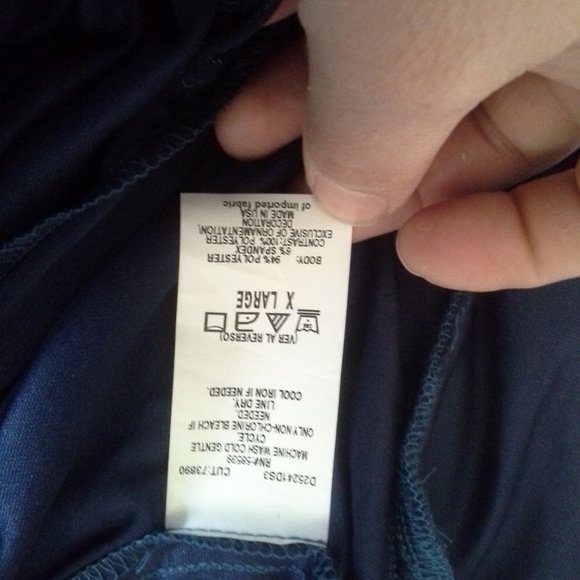 D25241DS3 CUT:73890
RN#58539
MACHINE WASH COLD GENTLE
CYCLE.
ONLY NON-CHLORINE BLEACH IF
NEEDED.
LINE DRY.
COOL IRON IF NEEDED.
(VER AL REVERSO)
X LARGE
BODY: 94% POLYESTER
6% SPANDEX
CONTRAST:100% POLYESTER
EXCLUSIVE OF ORNAMENTATION\
DECORATION
MADE IN USA
of imported fabric